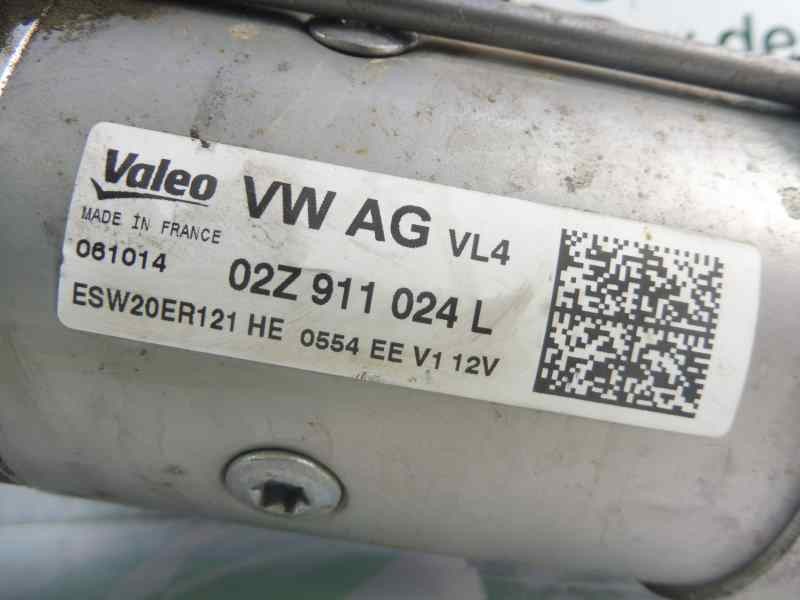 Valeo VW AG VL4
MADE IN FRANCE
061014 02Z 911 024 L
ESW20ER121 HE 0554 EE V1 12V